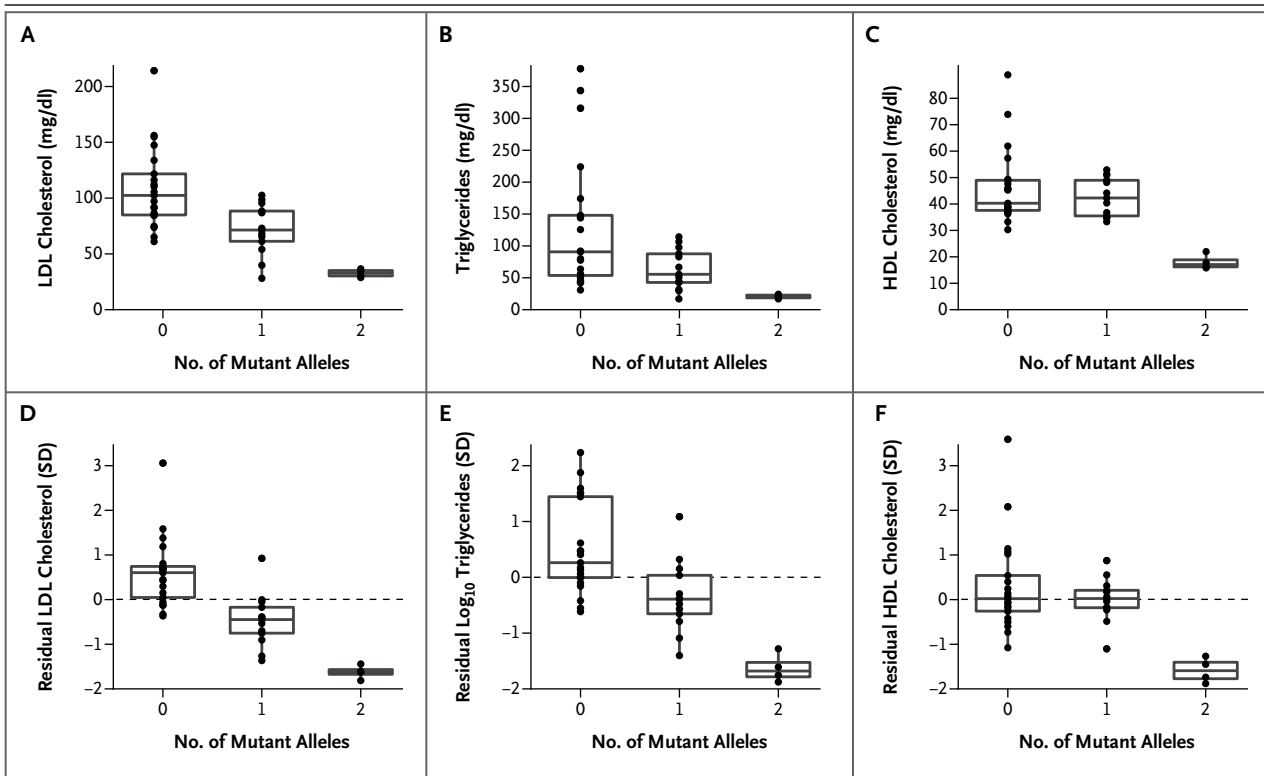 A
LDL Cholesterol (mg/dl)
200
150
100
50
0
0 1 2
No. of Mutant Alleles
B
Triglycerides (mg/dl)
350
300
250
200
150
100
50
0
0 1 2
No. of Mutant Alleles
C
HDL Cholesterol (mg/dl)
80
70
60
50
40
30
20
10
0
0 1 2
No. of Mutant Alleles
D
Residual LDL Cholesterol (SD)
3
2
1
0
−1
−2
0 1 2
No. of Mutant Alleles
E
Residual Log₁₀ Triglycerides (SD)
2
1
0
−1
−2
0 1 2
No. of Mutant Alleles
F
Residual HDL Cholesterol (SD)
3
2
1
0
−1
−2
0 1 2
No. of Mutant Alleles